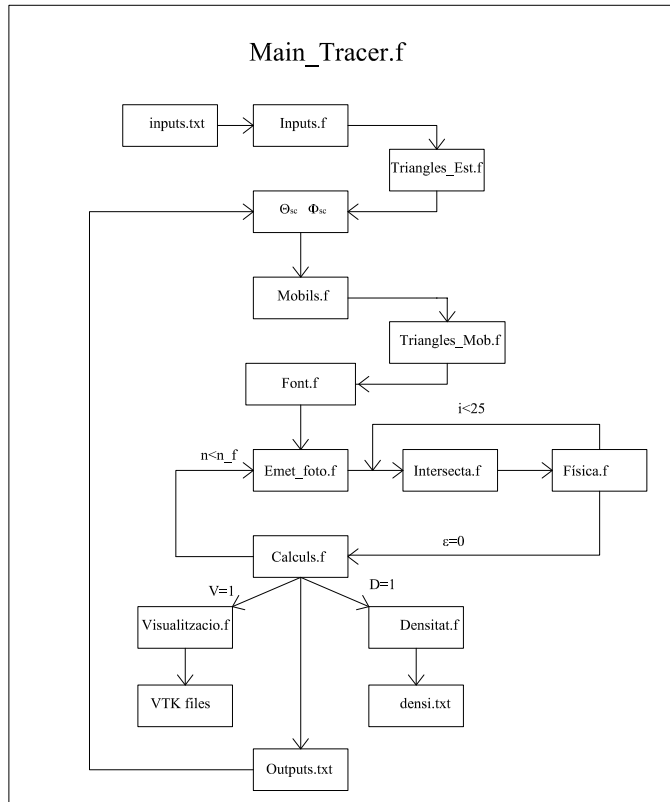 Main_Tracer.f
inputs.txt
Inputs.f
Triangles_Est.f
Θsc Φsc
Mobils.f
Triangles_Mob.f
Font.f
i<25
n<n_f
Emet_foto.f
Intersecta.f
Física.f
ε=0
Calculs.f
V=1
D=1
Visualitzacio.f
Densitat.f
VTK files
densi.txt
Outputs.txt